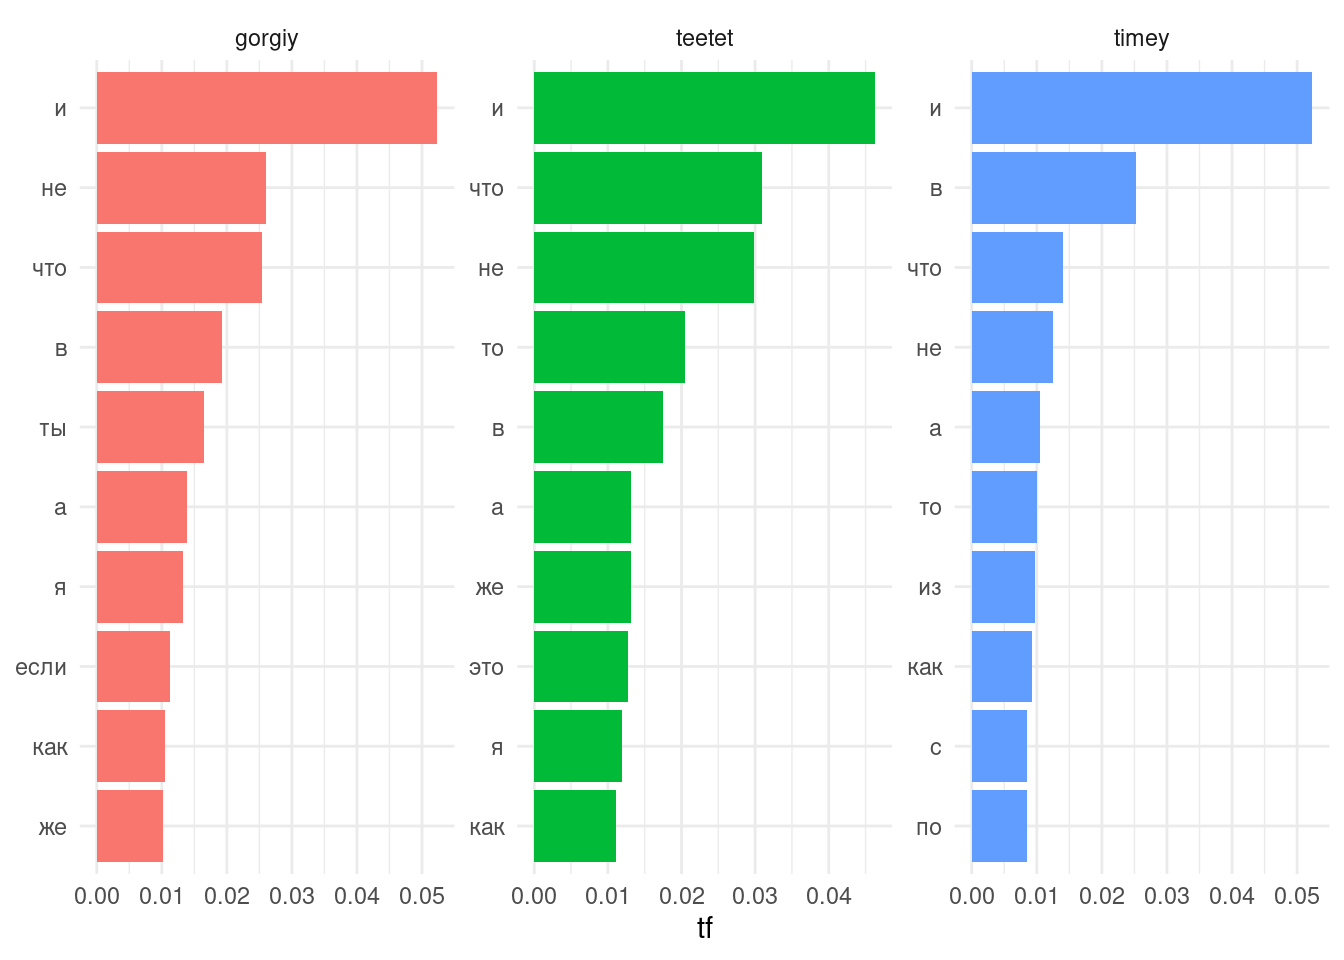 gorgiy
и
не
что
в
ты
а
я
если
как
же
0.00 0.01 0.02 0.03 0.04 0.05
teetet
и
что
не
то
в
а
же
это
я
как
0.00 0.01 0.02 0.03 0.04
timey
и
в
что
не
а
то
из
как
с
по
0.00 0.01 0.02 0.03 0.04 0.05
tf